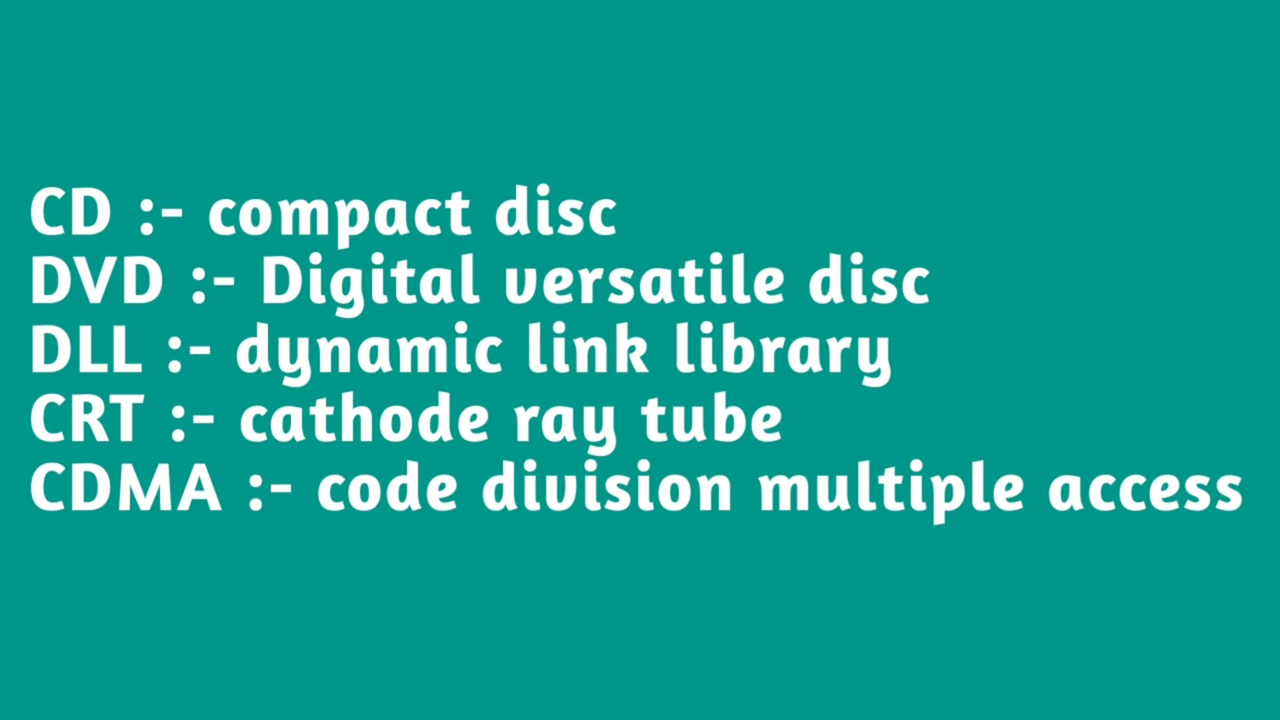 CD :- compact disc
DVD :- Digital versatile disc
DLL :- dynamic link library
CRT :- cathode ray tube
CDMA :- code division multiple access